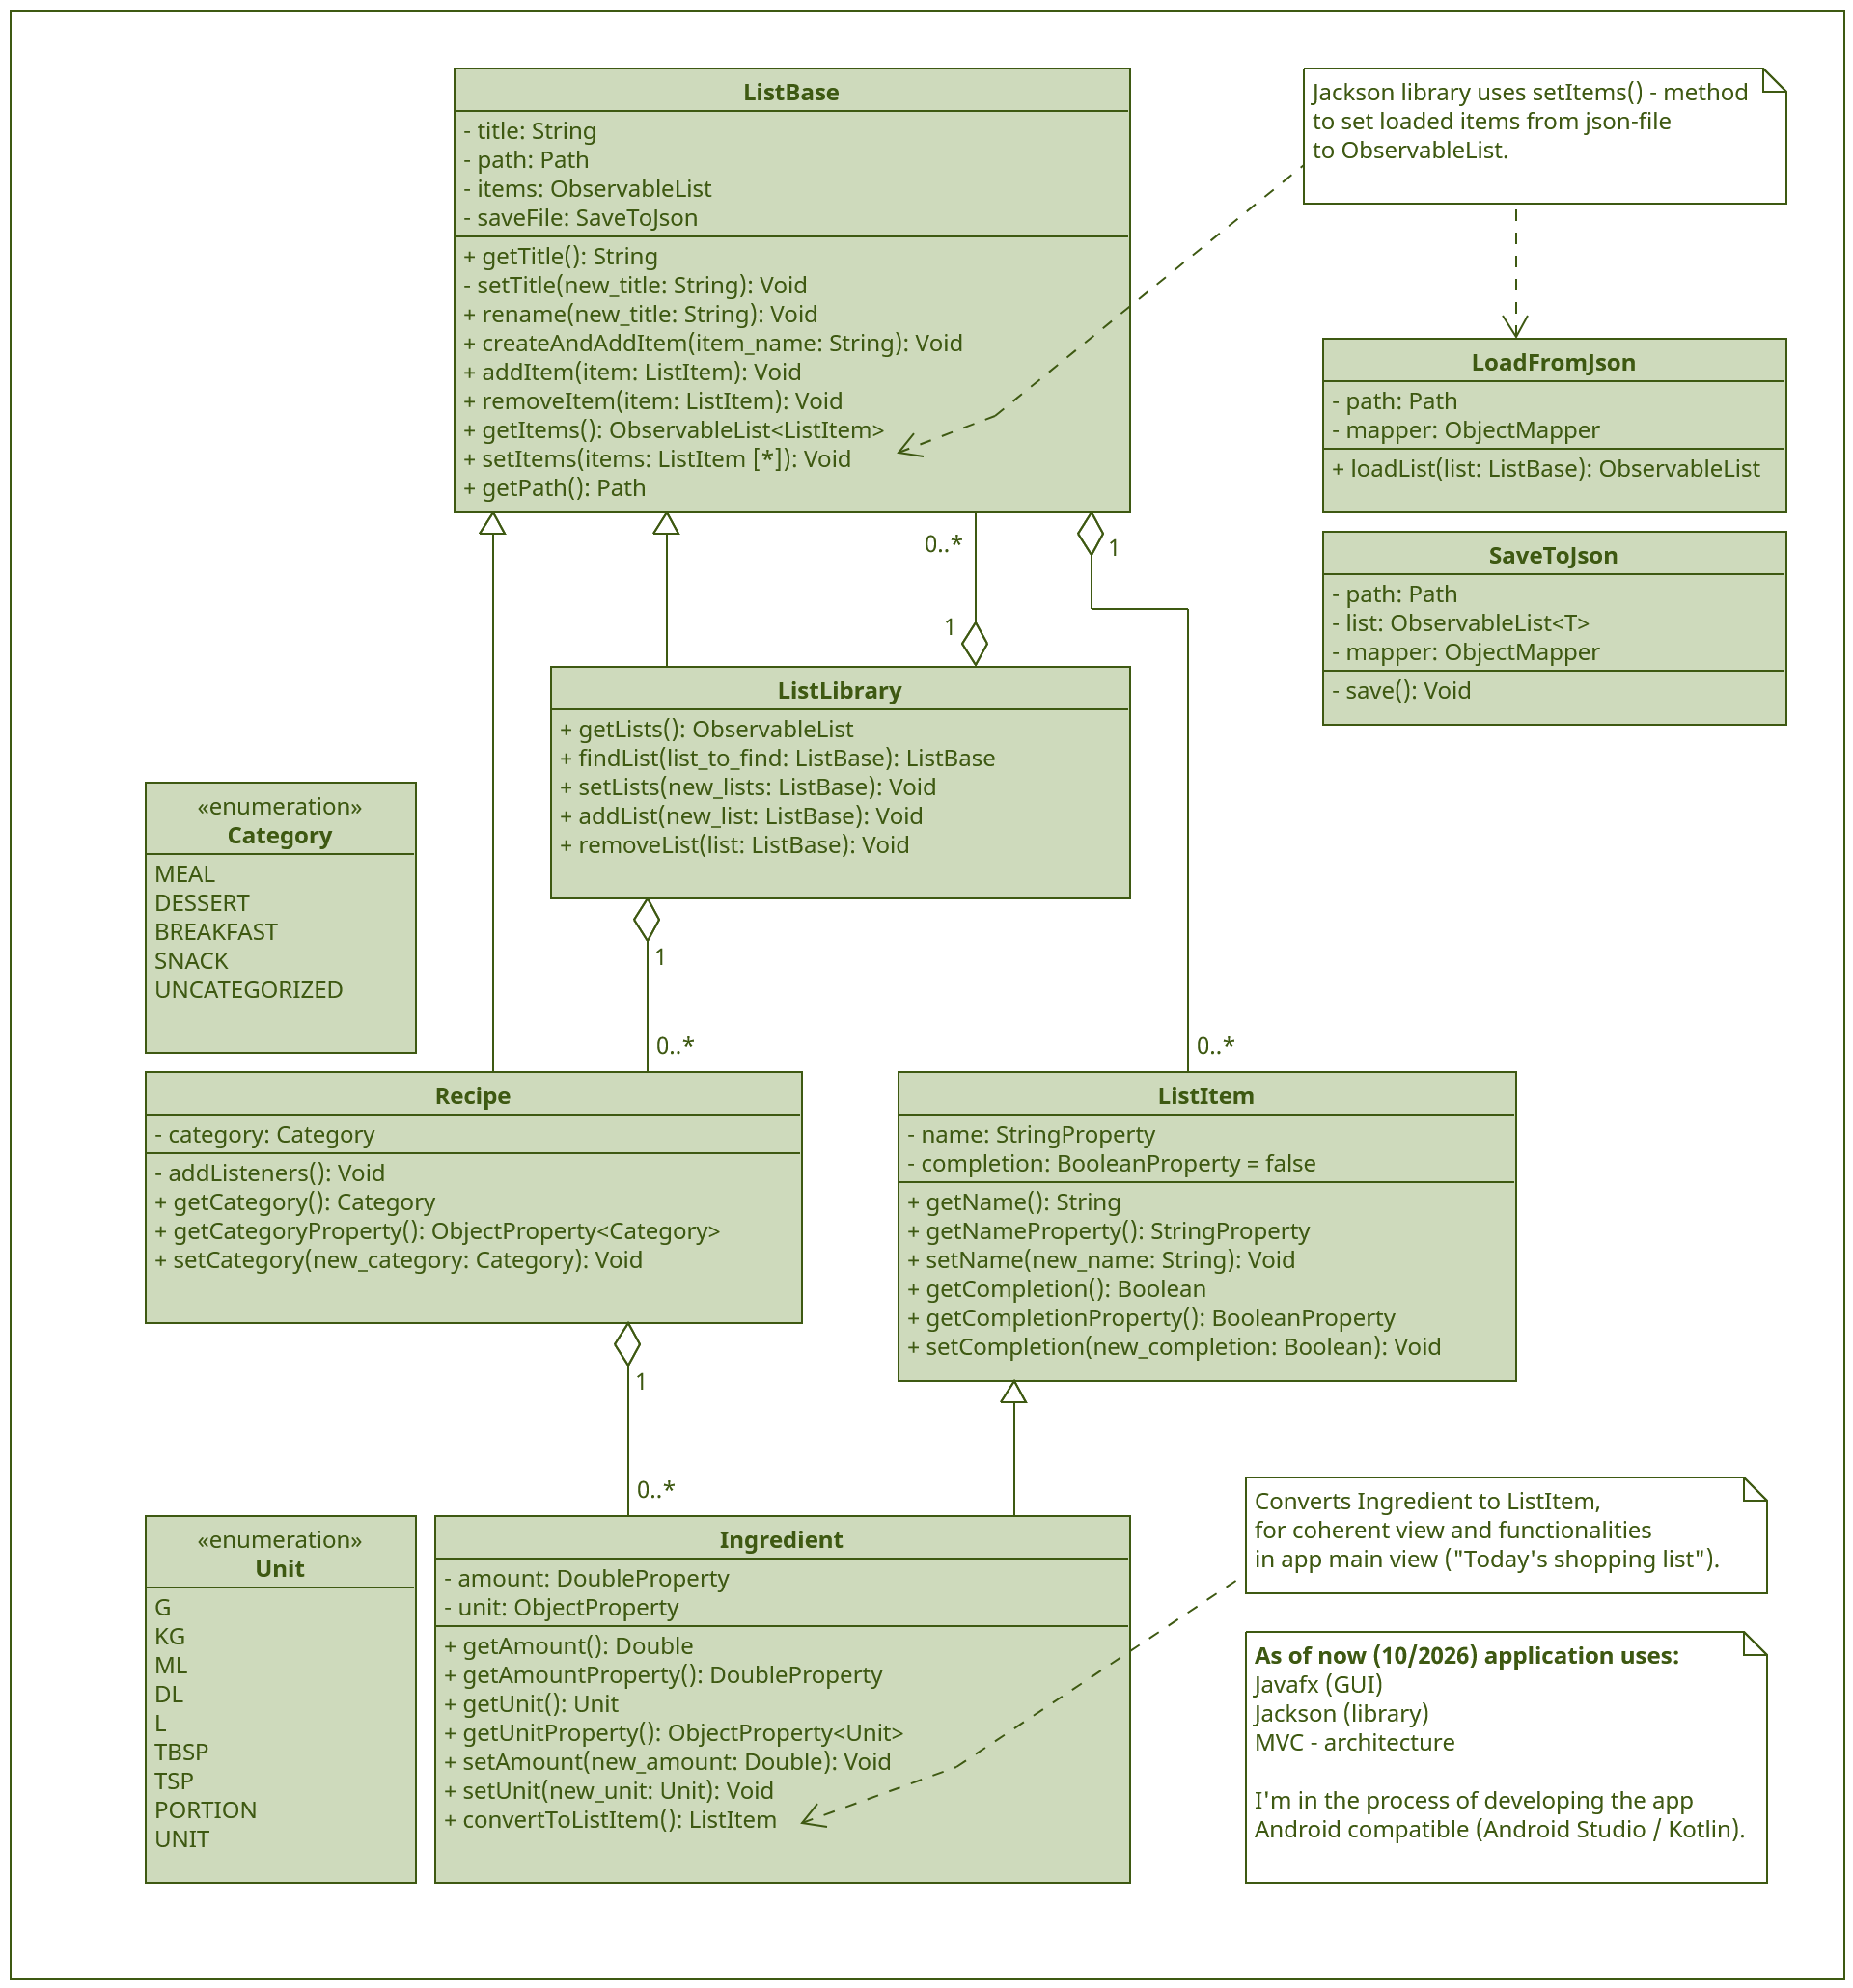 ListBase
- title: String
- path: Path
- items: ObservableList
- saveFile: SaveToJson
+ getTitle(): String
- setTitle(new_title: String): Void
+ rename(new_title: String): Void
+ createAndAddItem(item_name: String): Void
+ addItem(item: ListItem): Void
+ removeItem(item: ListItem): Void
+ getItems(): ObservableList<ListItem>
+ setItems(items: ListItem [*]): Void
+ getPath(): Path
Jackson library uses setItems() - method
to set loaded items from json-file
to ObservableList.
LoadFromJson
- path: Path
- mapper: ObjectMapper
+ loadList(list: ListBase): ObservableList
SaveToJson
- path: Path
- list: ObservableList<T>
- mapper: ObjectMapper
- save(): Void
0..*
1
1
ListLibrary
+ getLists(): ObservableList
+ findList(list_to_find: ListBase): ListBase
+ setLists(new_lists: ListBase): Void
+ addList(new_list: ListBase): Void
+ removeList(list: ListBase): Void
«enumeration»
Category
MEAL
DESSERT
BREAKFAST
SNACK
UNCATEGORIZED
1
0..*
0..*
Recipe
- category: Category
- addListeners(): Void
+ getCategory(): Category
+ getCategoryProperty(): ObjectProperty<Category>
+ setCategory(new_category: Category): Void
ListItem
- name: StringProperty
- completion: BooleanProperty = false
+ getName(): String
+ getNameProperty(): StringProperty
+ setName(new_name: String): Void
+ getCompletion(): Boolean
+ getCompletionProperty(): BooleanProperty
+ setCompletion(new_completion: Boolean): Void
1
0..*
«enumeration»
Unit
G
KG
ML
DL
L
TBSP
TSP
PORTION
UNIT
Ingredient
- amount: DoubleProperty
- unit: ObjectProperty
+ getAmount(): Double
+ getAmountProperty(): DoubleProperty
+ getUnit(): Unit
+ getUnitProperty(): ObjectProperty<Unit>
+ setAmount(new_amount: Double): Void
+ setUnit(new_unit: Unit): Void
+ convertToListItem(): ListItem
Converts Ingredient to ListItem,
for coherent view and functionalities
in app main view ("Today's shopping list").
As of now (10/2026) application uses:
Javafx (GUI)
Jackson (library)
MVC - architecture
I'm in the process of developing the app
Android compatible (Android Studio / Kotlin).